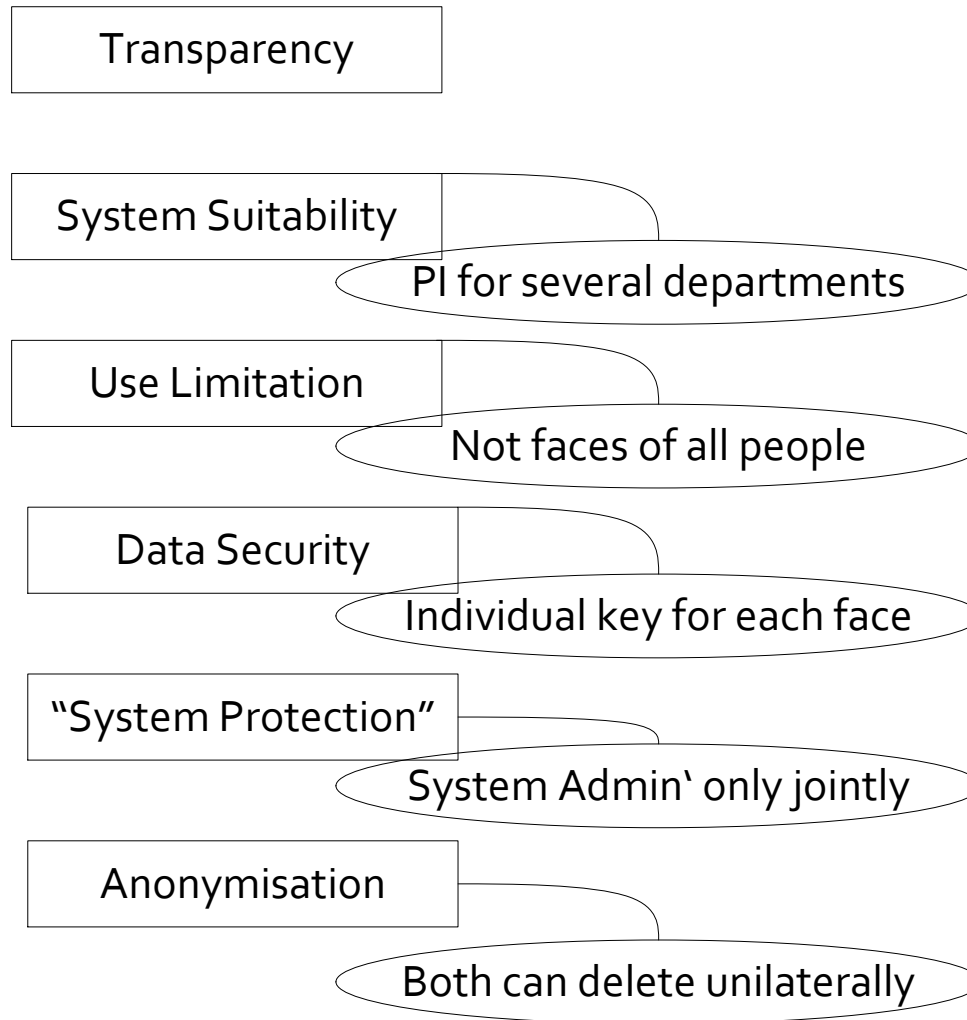 Transparency
System Suitability
PI for several departments
Use Limitation
Not faces of all people
Data Security
Individual key for each face
“System Protection”
System Admin‘ only jointly
Anonymisation
Both can delete unilaterally